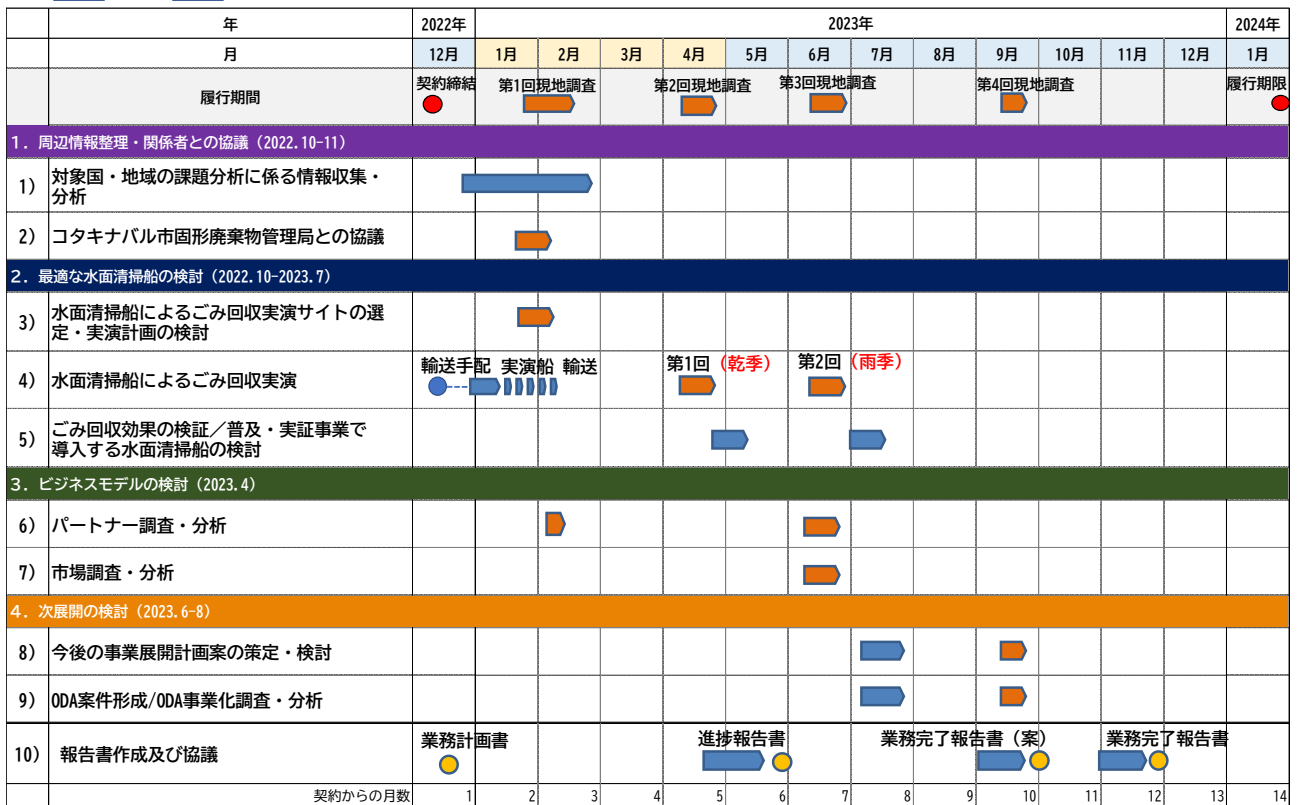 年 2022年 2023年 2024年
月 12月 1月 2月 3月 4月 5月 6月 7月 8月 9月 10月 11月 12月 1月
履行期間 契約締結 第1回現地調査 第2回現地調査 第3回現地調査 第4回現地調査 履行期限
1. 周辺情報整理・関係者との協議（2022.10-11）
1) 対象国・地域の課題分析に係る情報収集・
分析
2) コタキナバル市固形廃棄物管理局との協議
2. 最適な水面清掃船の検討（2022.10-2023.7）
3) 水面清掃船によるごみ回収実演サイトの選
定・実演計画の検討
4) 水面清掃船によるごみ回収実演 輸送手配 実演船 輸送 第1回（乾季） 第2回（雨季）
5) ごみ回収効果の検証／普及・実証事業で
導入する水面清掃船の検討
3. ビジネスモデルの検討（2023.4）
6) パートナー調査・分析
7) 市場調査・分析
4. 次展開の検討（2023.6-8）
8) 今後の事業展開計画案の策定・検討
9) ODA案件形成/ODA事業化調査・分析
10) 報告書作成及び協議 業務計画書 進捗報告書 業務完了報告書（案） 業務完了報告書
契約からの月数 1 2 3 4 5 6 7 8 9 10 11 12 13 14